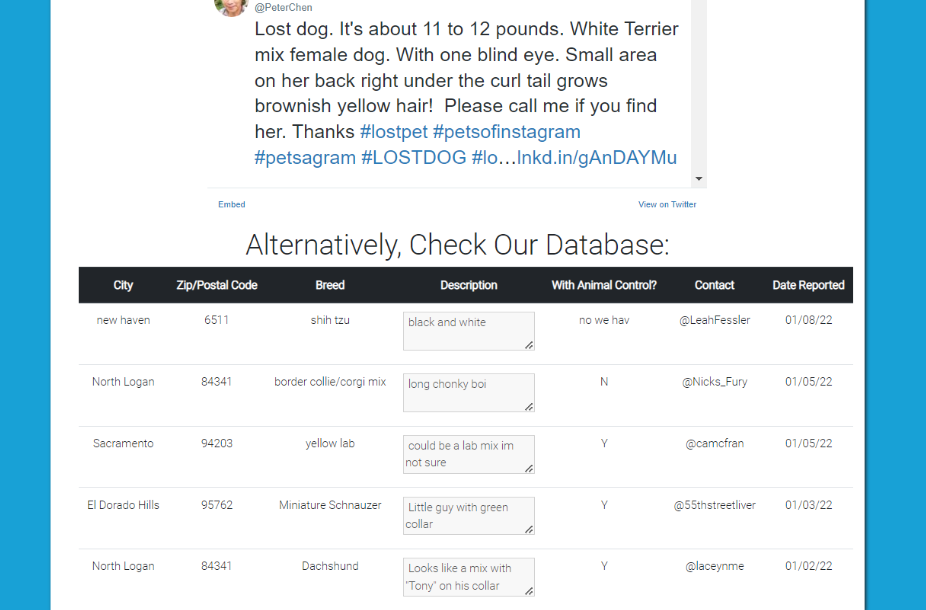 @PeterChen
Lost dog. It's about 11 to 12 pounds. White Terrier
mix female dog. With one blind eye. Small area
on her back right under the curl tail grows
brownish yellow hair!  Please call me if you find
her. Thanks #lostpet #petsofinstagram
#petsagram #LOSTDOG #lo…lnkd.in/gAnDAYMu
Embed View on Twitter
Alternatively, Check Our Database:
City Zip/Postal Code Breed Description With Animal Control? Contact Date Reported
new haven 6511 shih tzu black and white no we hav @LeahFessler 01/08/22
North Logan 84341 border collie/corgi mix long chonky boi N @Nicks_Fury 01/05/22
Sacramento 94203 yellow lab could be a lab mix im Y @camcfran 01/05/22
not sure
El Dorado Hills 95762 Miniature Schnauzer Little guy with green Y @55thstreetliver 01/03/22
collar
North Logan 84341 Dachshund Looks like a mix with Y @laceynme 01/02/22
"Tony" on his collar